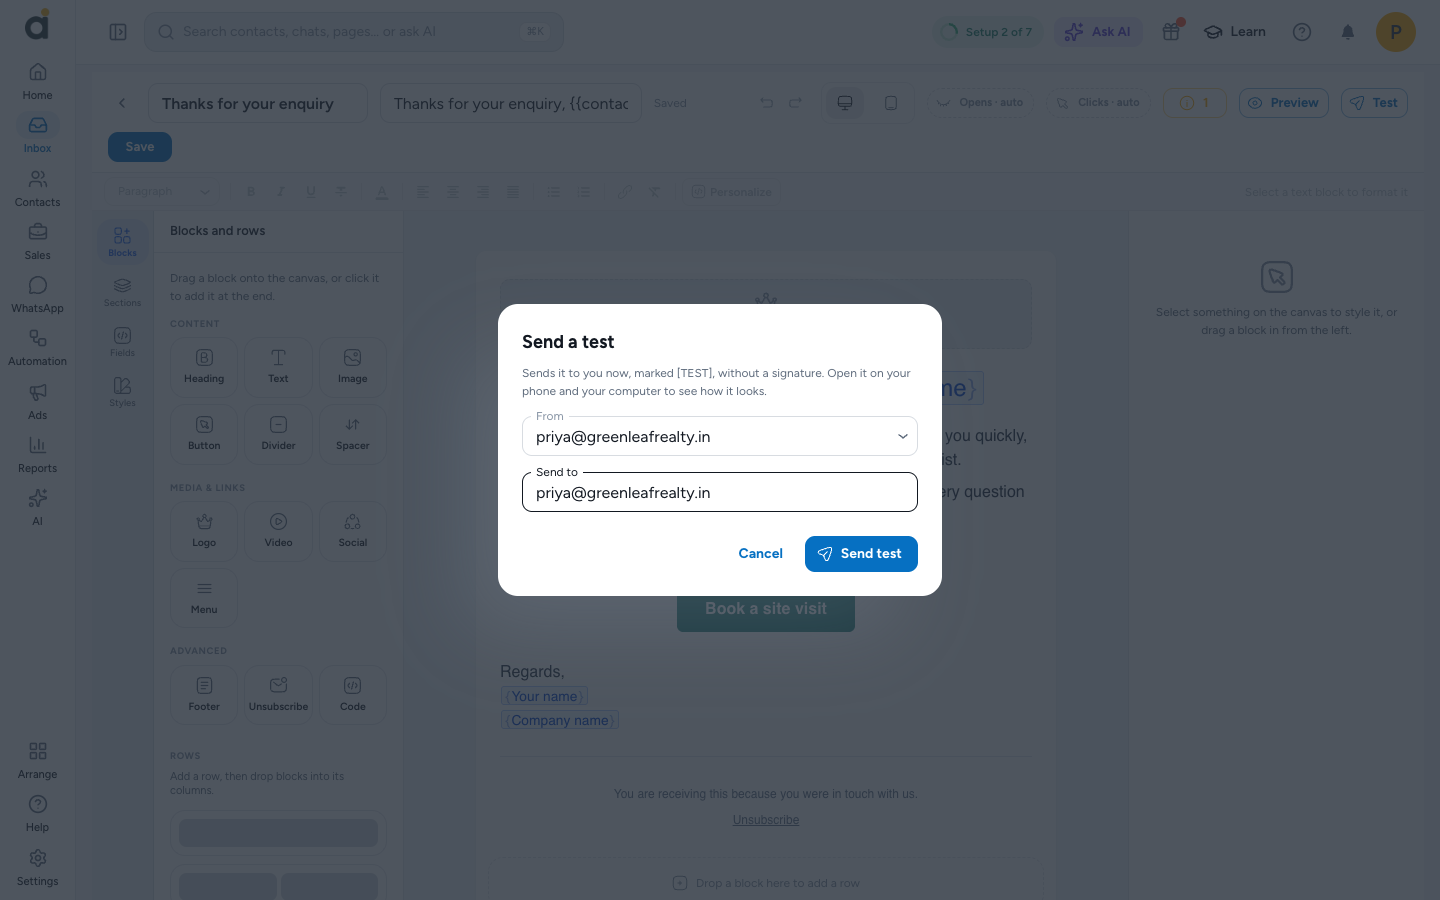 Search contacts, chats, pages... or ask AI
⌘K
Setup 2 of 7
Ask AI
Learn
P
Home
Inbox
Contacts
Sales
WhatsApp
Automation
Ads
Reports
AI
Arrange
Help
Settings
Thanks for your enquiry
Thanks for your enquiry, {{contac
Saved
Opens · auto
Clicks · auto
1
Preview
Test
Save
Paragraph
B
I
U
S
A
Personalize
Select a text block to format it
Blocks
Sections
Fields
Styles
Blocks and rows
Drag a block onto the canvas, or click it
to add it at the end.
CONTENT
Heading
Text
Image
Button
Divider
Spacer
MEDIA & LINKS
Logo
Video
Social
Menu
ADVANCED
Footer
Unsubscribe
Code
ROWS
Add a row, then drop blocks into its
columns.
Send a test
Sends it to you now, marked [TEST], without a signature. Open it on your
phone and your computer to see how it looks.
From
priya@greenleafrealty.in
Send to
priya@greenleafrealty.in
Cancel
Send test
ne}
you quickly,
ist.
ery question
Book a site visit
Regards,
{Your name}
{Company name}
You are receiving this because you were in touch with us.
Unsubscribe
Drop a block here to add a row
Select something on the canvas to style it, or
drag a block in from the left.